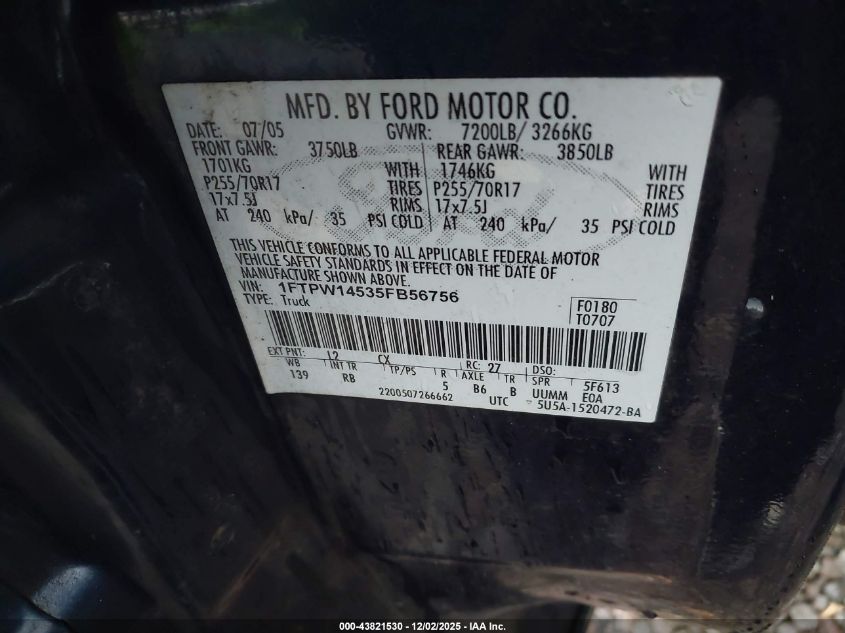 MFD. BY FORD MOTOR CO.
DATE: 07/05 GVWR: 7200LB/ 3266KG
FRONT GAWR: 3750LB REAR GAWR: 3850LB
1701KG WITH 1746KG WITH
P255/70R17 TIRES P255/70R17 TIRES
17x7.5J RIMS 17x7.5J RIMS
AT 240 kPa/ 35 PSI COLD AT 240 kPa/ 35 PSI COLD
THIS VEHICLE CONFORMS TO ALL APPLICABLE FEDERAL MOTOR
VEHICLE SAFETY STANDARDS IN EFFECT ON THE DATE OF
MANUFACTURE SHOWN ABOVE.
VIN: 1FTPW14535FB56756 F0180
TYPE: Truck T0707
EXT PNT: L2 CX RC: 27 DSO:
WB INT TR TP/PS R AXLE TR SPR 5F613
139 RB 5 B6 B UUMM E0A
2200507266662 UTC 5U5A-1520472-BA
000-43821530 - 12/02/2025 - IAA Inc.